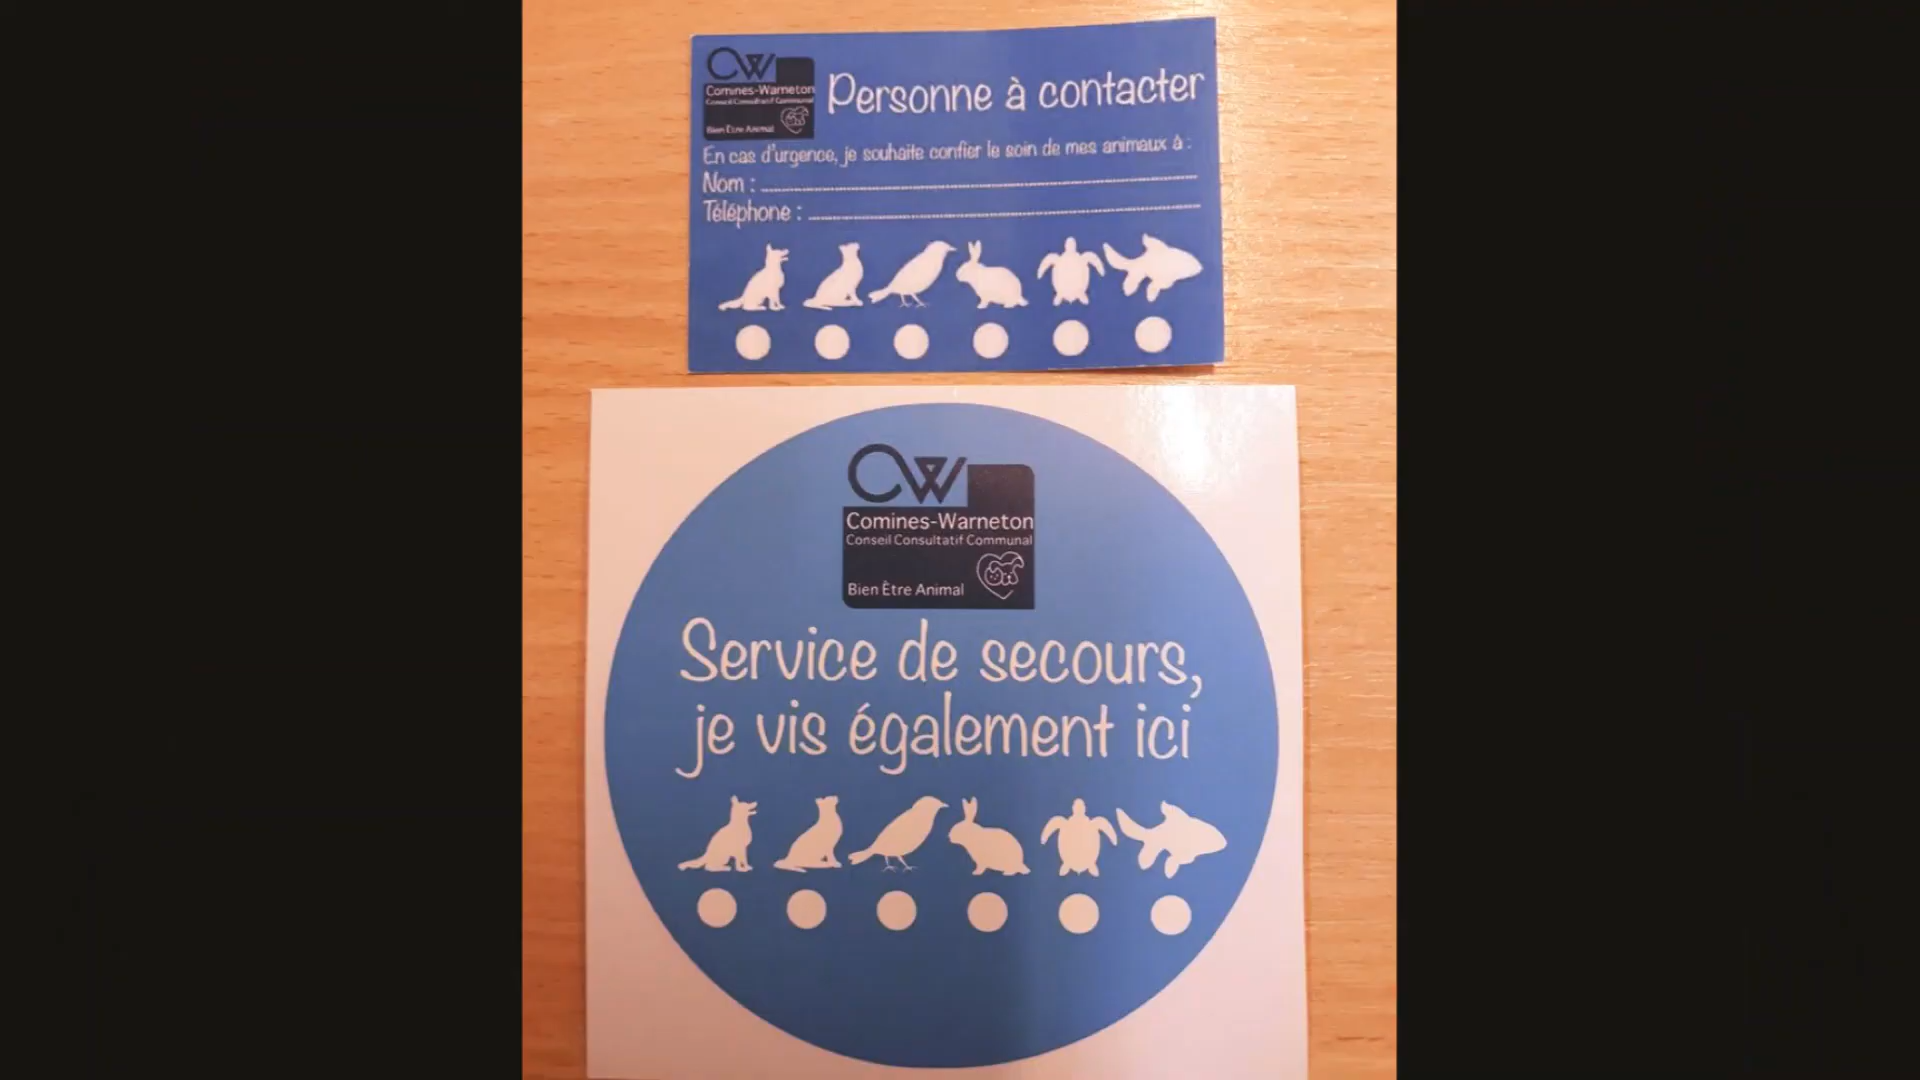 CW
Comines-Warneton
Conseil Consultatif Communal
Bien Être Animal
Personne à contacter
En cas d'urgence, je souhaite confier le soin de mes animaux à :
Nom :
Téléphone :
CW
Comines-Warneton
Conseil Consultatif Communal
Bien Être Animal
Service de secours,
je vis également ici